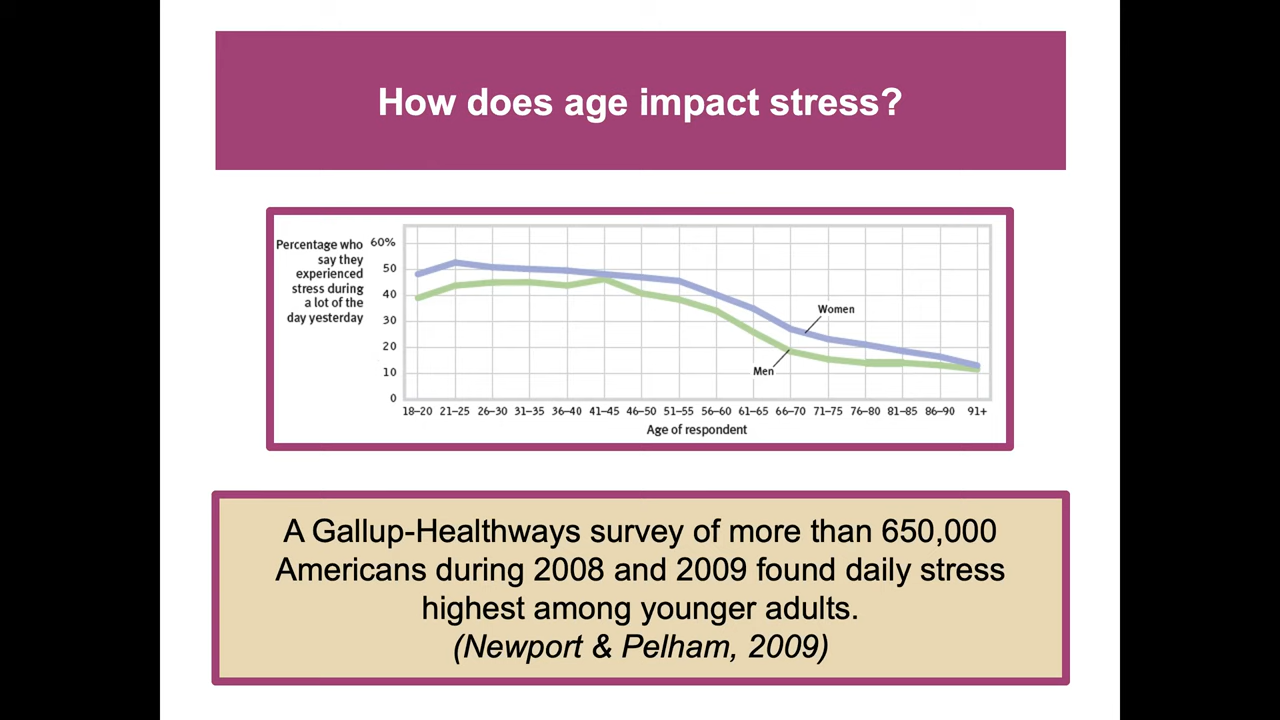 How does age impact stress?
Percentage who
say they
experienced
stress during
a lot of the
day yesterday
60%
50
40
30
20
10
0
Women
Men
18–20 21–25 26–30 31–35 36–40 41–45 46–50 51–55 56–60 61–65 66–70 71–75 76–80 81–85 86–90 91+
Age of respondent
A Gallup-Healthways survey of more than 650,000
Americans during 2008 and 2009 found daily stress
highest among younger adults.
(Newport & Pelham, 2009)